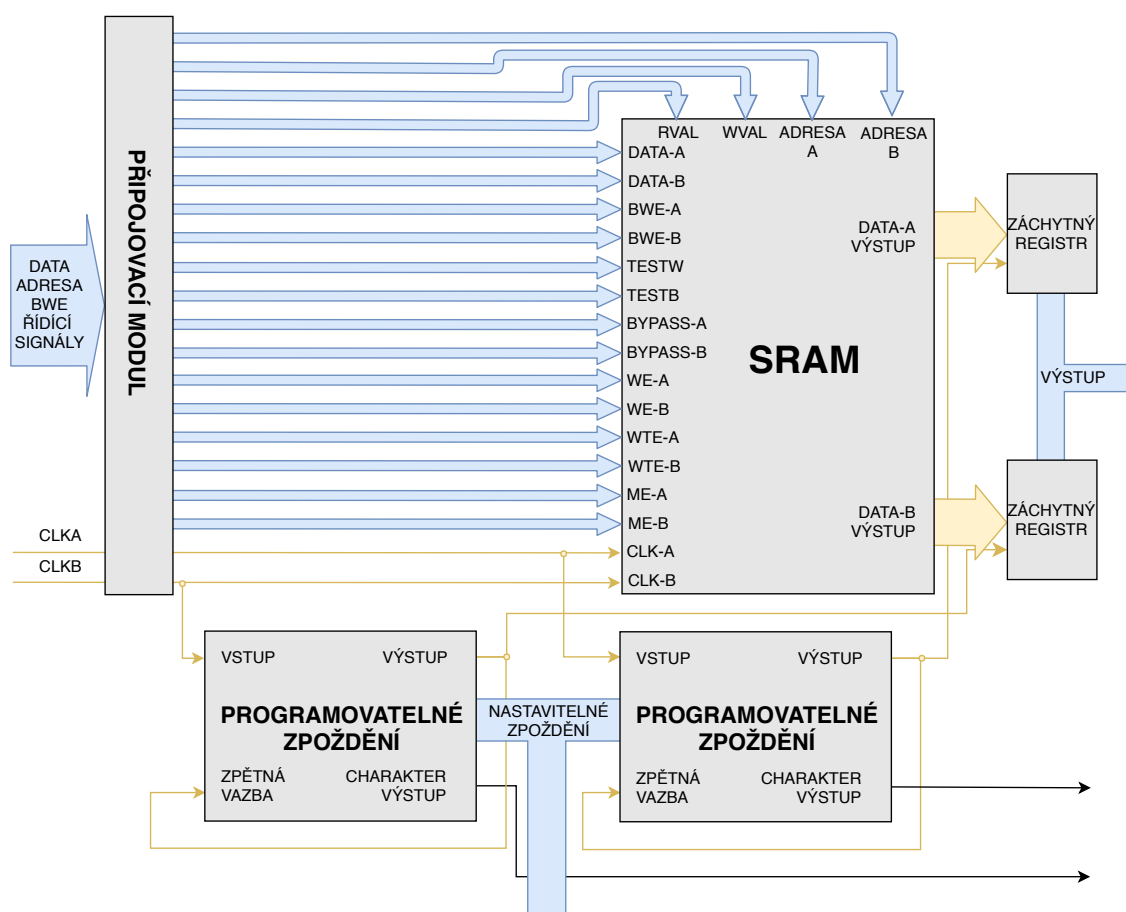 PŘIPOJOVACÍ MODUL
DATA
ADRESA
BWE
ŘÍDÍCÍ
SIGNÁLY
CLKA
CLKB
RVAL
WVAL
ADRESA
A
ADRESA
B
DATA-A
DATA-B
BWE-A
BWE-B
TESTW
TESTB
BYPASS-A
BYPASS-B
WE-A
WE-B
WTE-A
WTE-B
ME-A
ME-B
CLK-A
CLK-B
SRAM
DATA-A
VÝSTUP
DATA-B
VÝSTUP
ZÁCHYTNÝ
REGISTR
VÝSTUP
ZÁCHYTNÝ
REGISTR
VSTUP
VÝSTUP
PROGRAMOVATELNÉ
ZPOŽDĚNÍ
ZPĚTNÁ
VAZBA
CHARAKTER
VÝSTUP
NASTAVITELNÉ
ZPOŽDĚNÍ
VSTUP
VÝSTUP
PROGRAMOVATELNÉ
ZPOŽDĚNÍ
ZPĚTNÁ
VAZBA
CHARAKTER
VÝSTUP